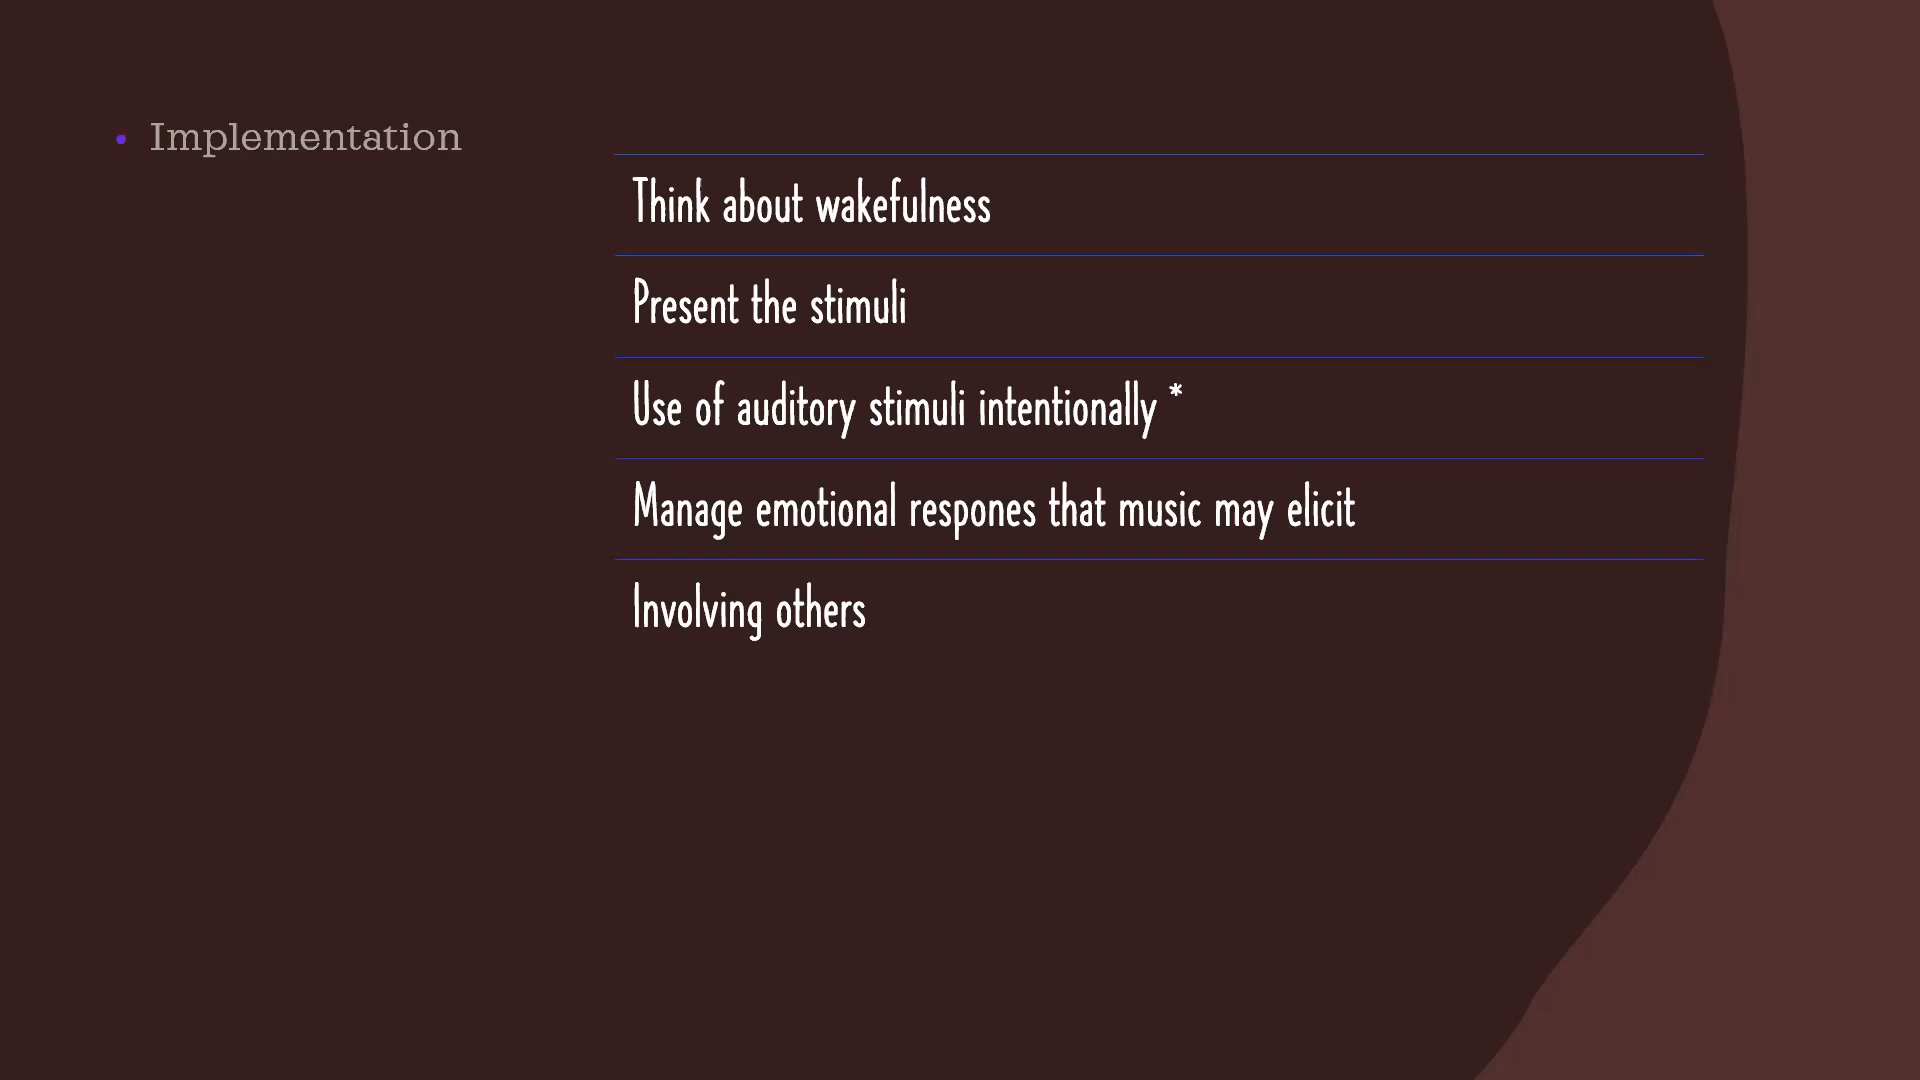 • Implementation
Think about wakefulness
Present the stimuli
Use of auditory stimuli intentionally *
Manage emotional respones that music may elicit
Involving others